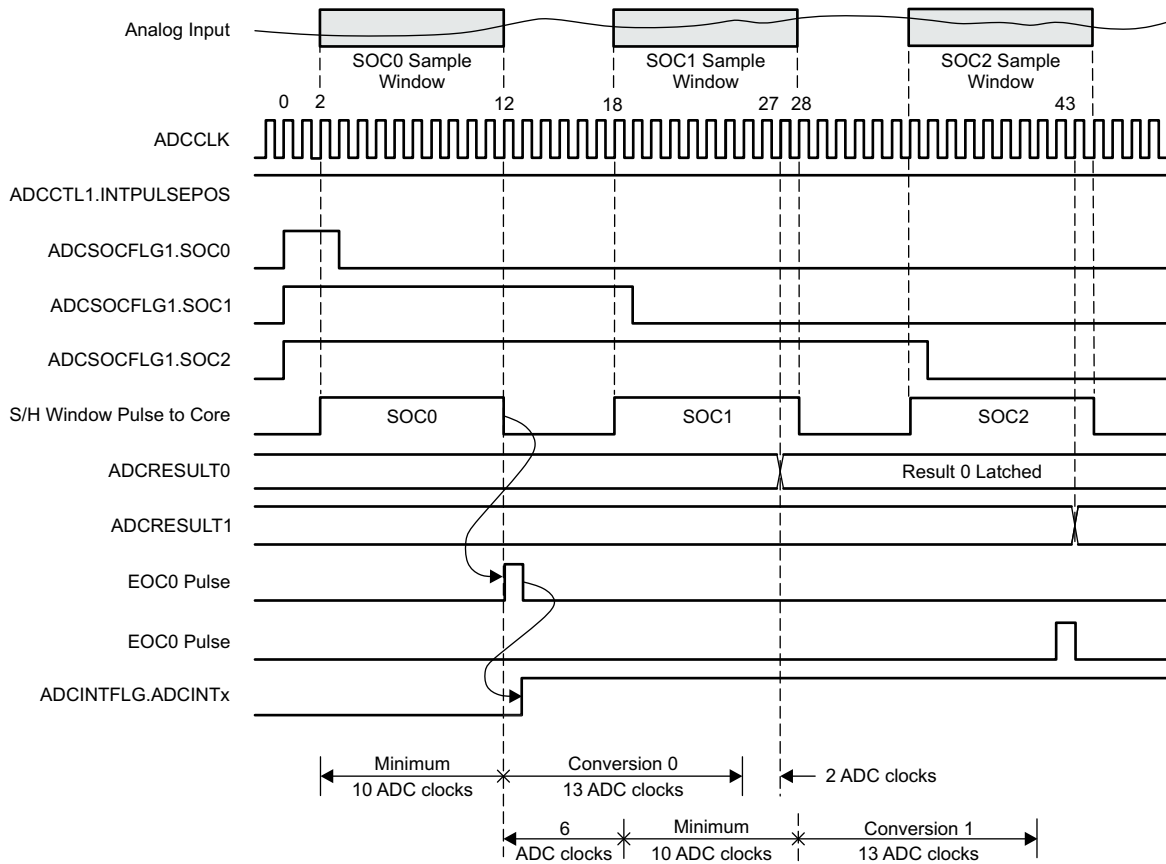 Analog Input
SOC0 Sample
Window
SOC1 Sample
Window
SOC2 Sample
Window
0 2 12 18 27 28 43
ADCCLK
ADCCTL1.INTPULSEPOS
ADCSOCFLG1.SOC0
ADCSOCFLG1.SOC1
ADCSOCFLG1.SOC2
S/H Window Pulse to Core
SOC0
SOC1
SOC2
ADCRESULT0
Result 0 Latched
ADCRESULT1
EOC0 Pulse
EOC0 Pulse
ADCINTFLG.ADCINTx
Minimum
10 ADC clocks
Conversion 0
13 ADC clocks
2 ADC clocks
6
ADC clocks
Minimum
10 ADC clocks
Conversion 1
13 ADC clocks